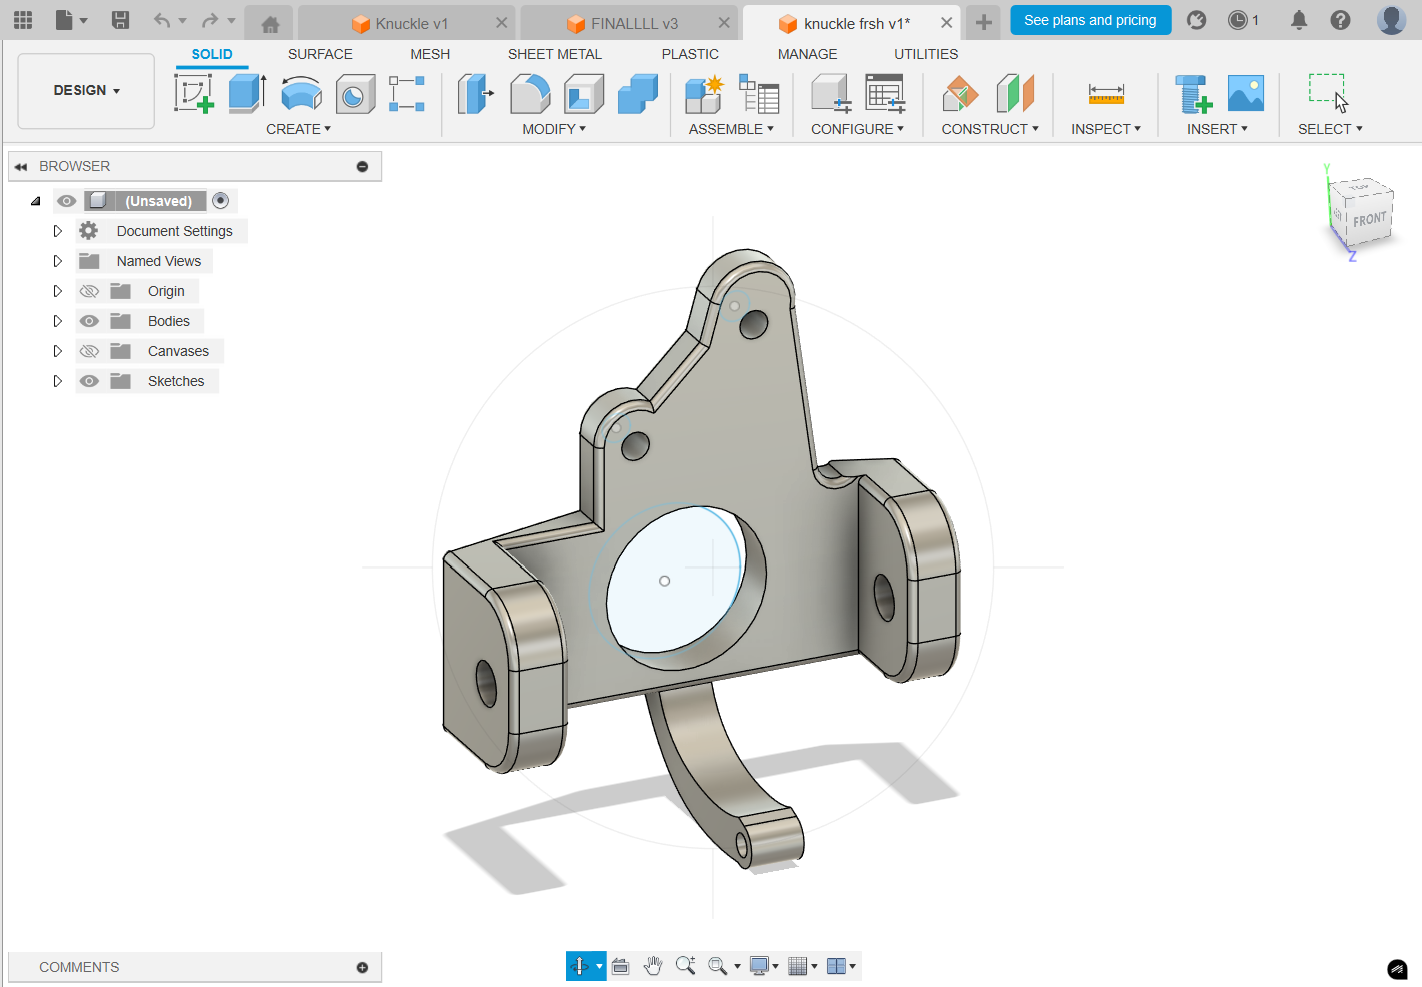 Knuckle v1
FINALLLL v3
knuckle frsh v1*
See plans and pricing
1
DESIGN
SOLID
SURFACE
MESH
SHEET METAL
PLASTIC
MANAGE
UTILITIES
CREATE
MODIFY
ASSEMBLE
CONFIGURE
CONSTRUCT
INSPECT
INSERT
SELECT
BROWSER
(Unsaved)
Document Settings
Named Views
Origin
Bodies
Canvases
Sketches
Y
TOP
FRONT
Z
COMMENTS